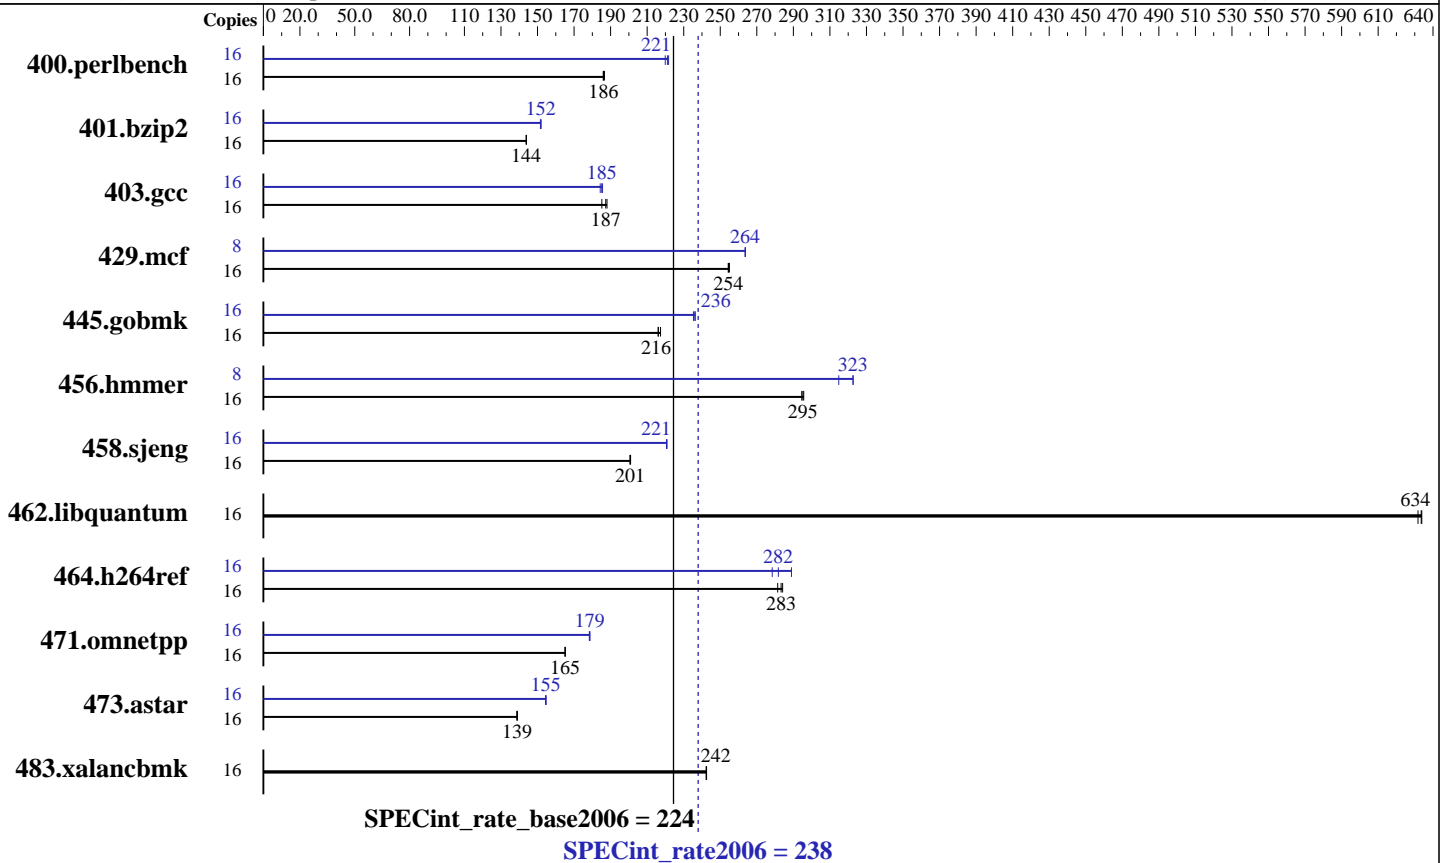 Copies 0 20.0 50.0 80.0 110 130 150 170 190 210 230 250 270 290 310 330 350 370 390 410 430 450 470 490 510 530 550 570 590 610 640
400.perlbench 16 221
16 186
401.bzip2 16 152
16 144
403.gcc 16 185
16 187
429.mcf 8 264
16 254
445.gobmk 16 236
16 216
456.hmmer 8 323
16 295
458.sjeng 16 221
16 201
462.libquantum 16 634
464.h264ref 16 282
16 283
471.omnetpp 16 179
16 165
473.astar 16 155
16 139
483.xalancbmk 16 242
SPECint_rate_base2006 = 224
SPECint_rate2006 = 238